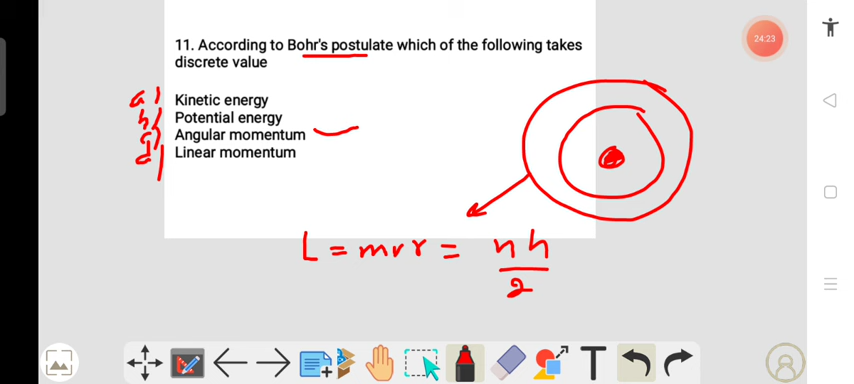 24:23
11. According to Bohr's postulate which of the following takes
discrete value
a) Kinetic energy
b) Potential energy
c) Angular momentum
d) Linear momentum
L = mvr = nh/2
T